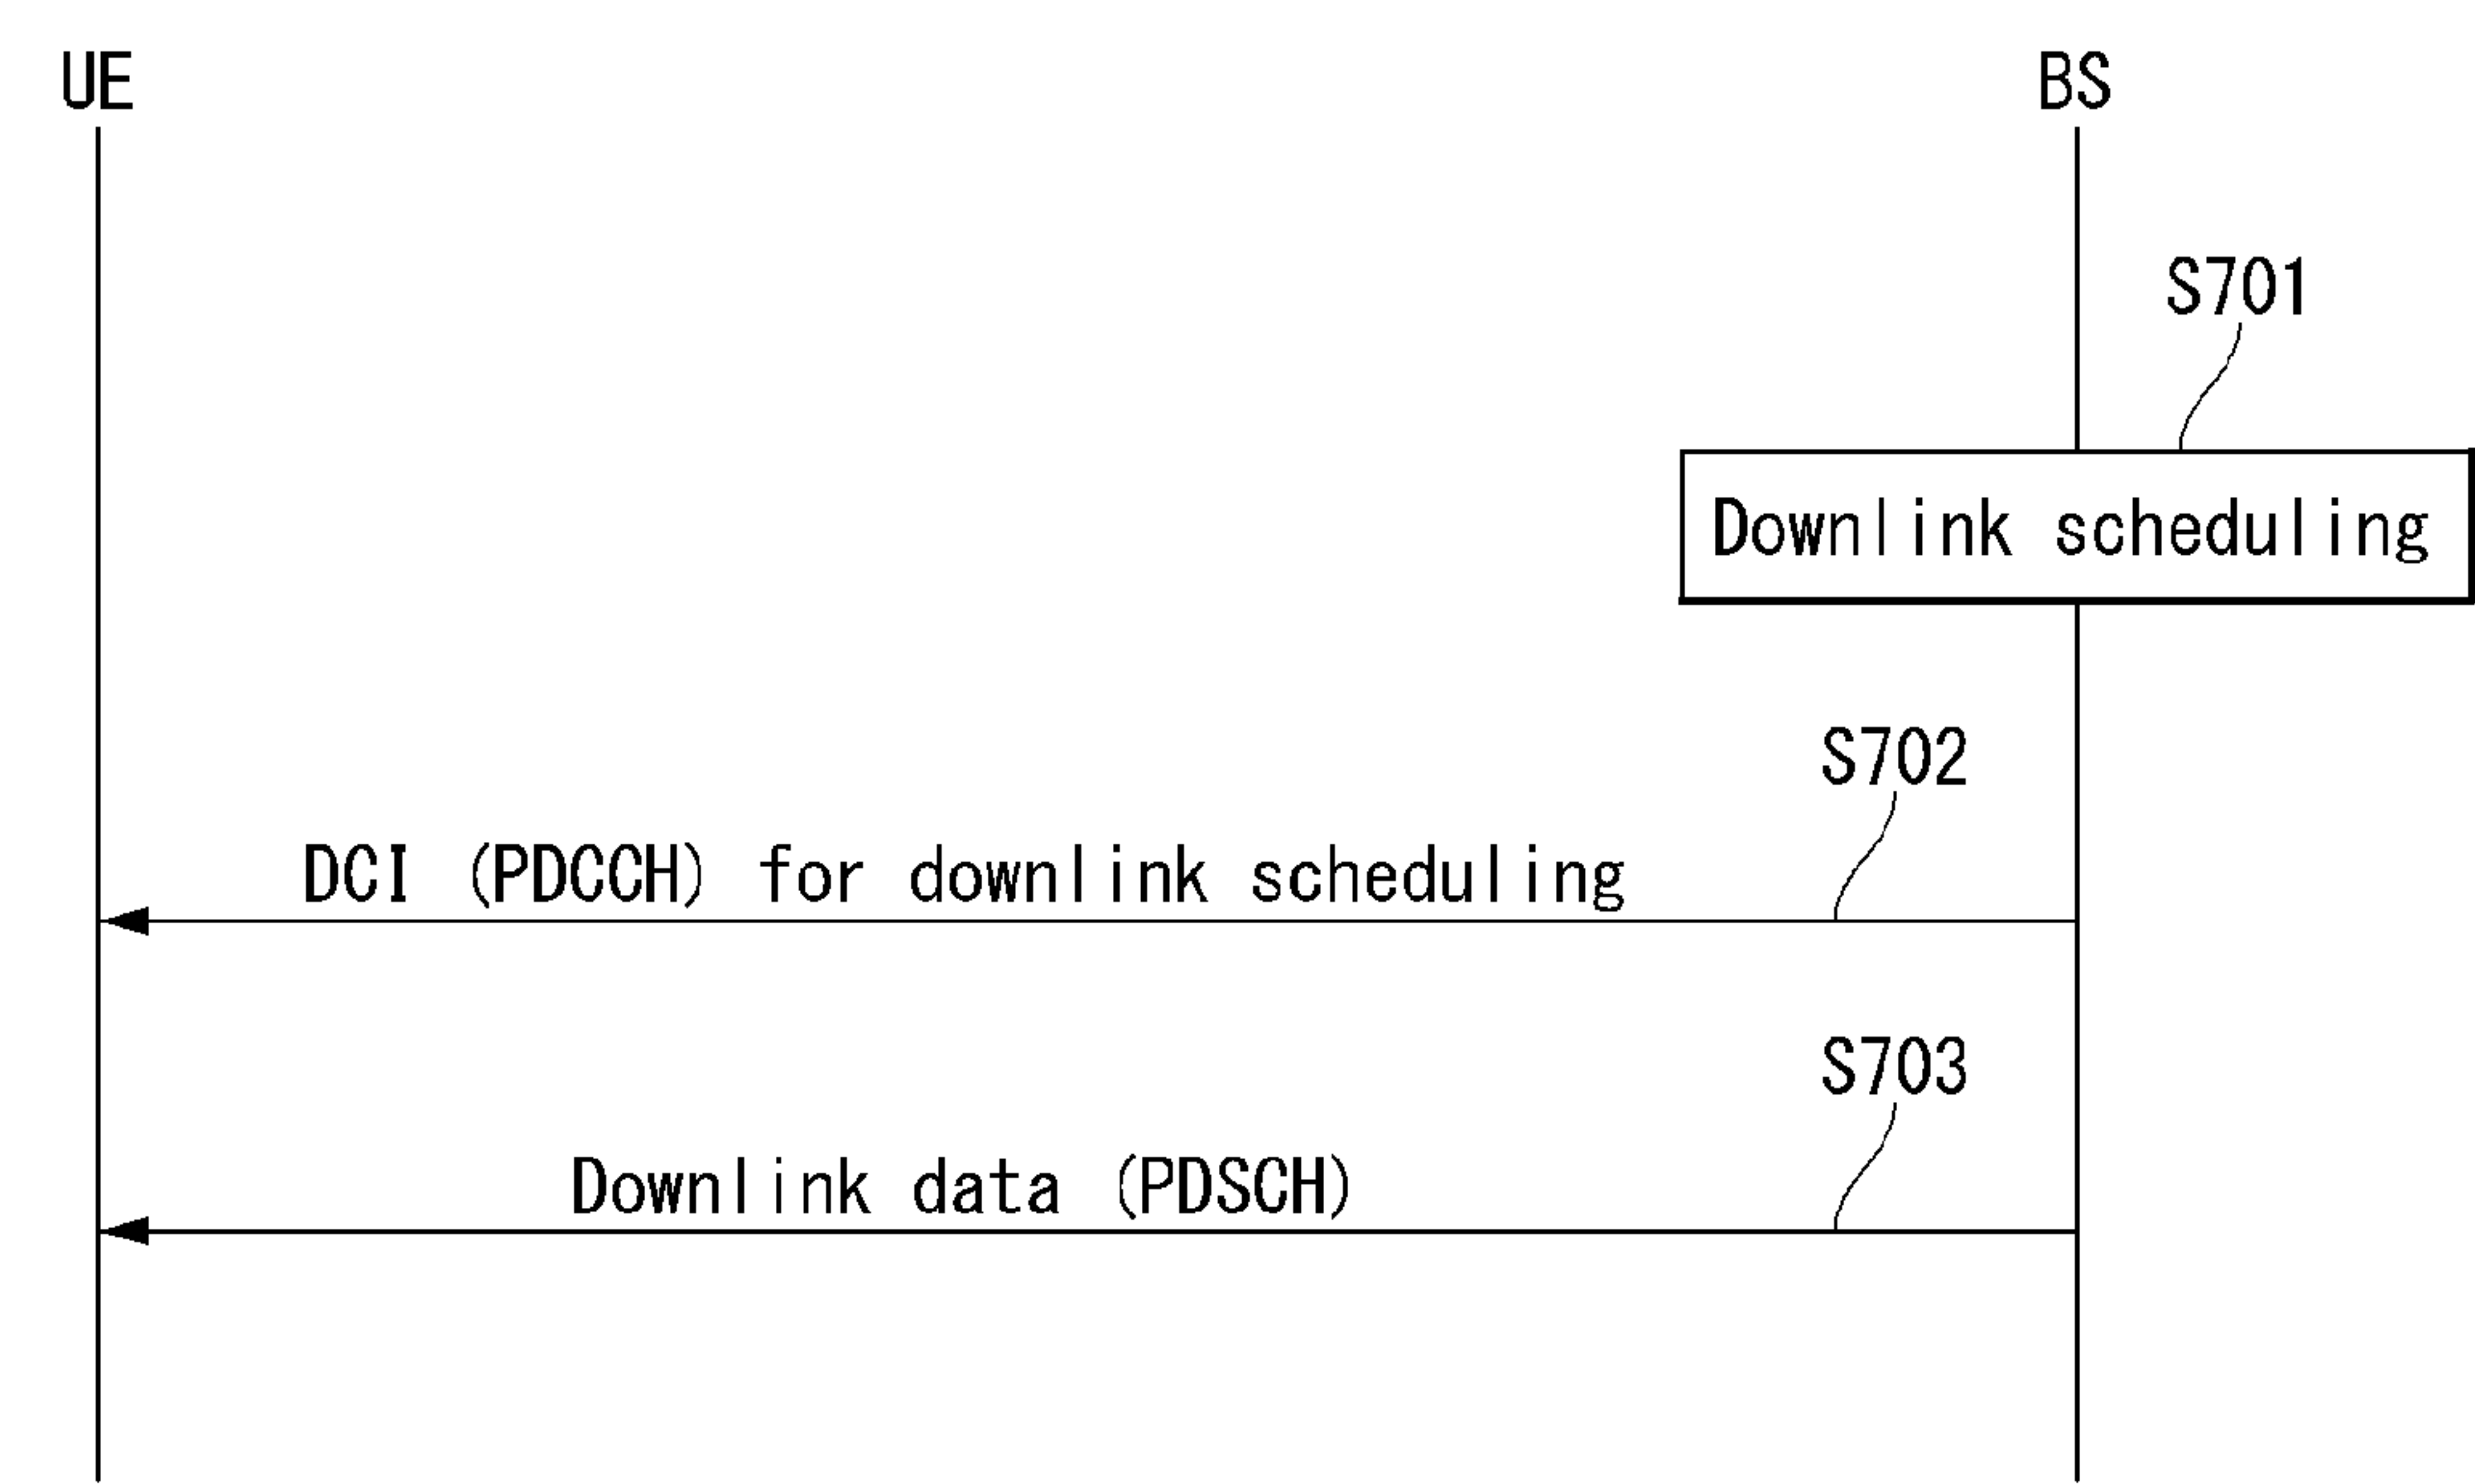 UE
BS
S701
Downlink scheduling
S702
DCI (PDCCH) for downlink scheduling
S703
Downlink data (PDSCH)